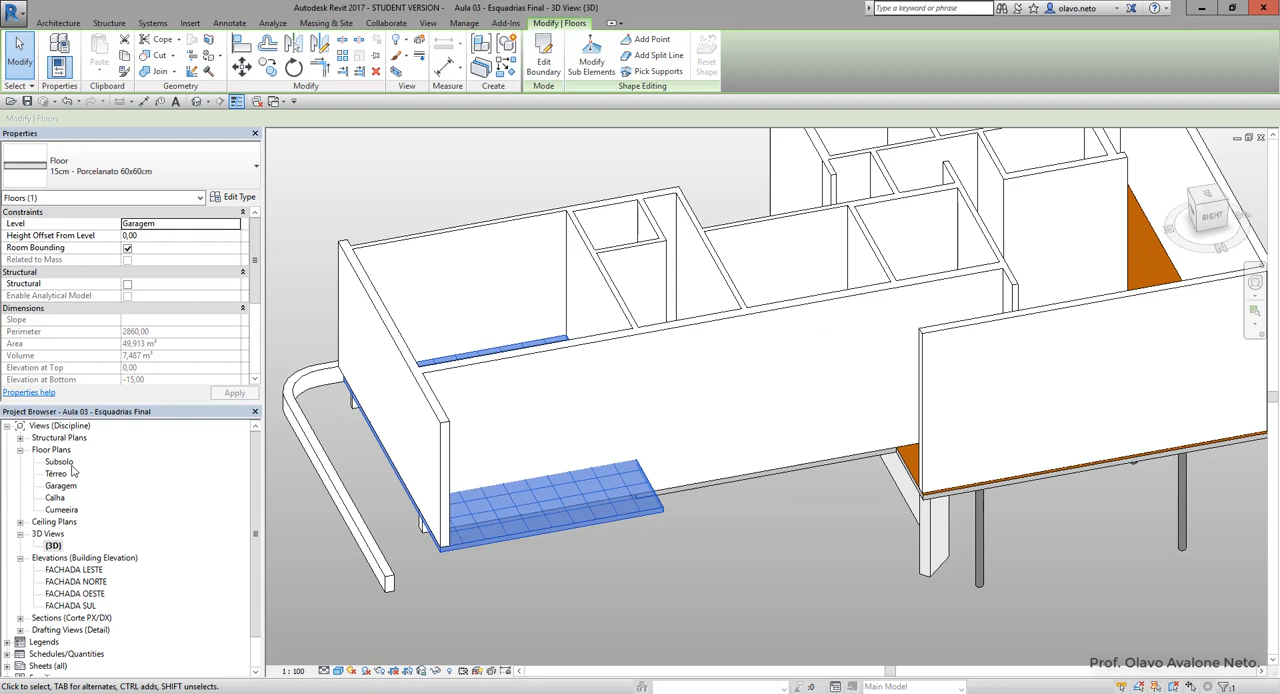 Autodesk Revit 2017 - STUDENT VERSION - Aula 03 - Esquadrias Final - 3D View: {3D}
Type a keyword or phrase
olavo.neto
Architecture Structure Systems Insert Annotate Analyze Massing & Site Collaborate View Manage Add-Ins Modify | Floors
Modify
Paste
Cope
Cut
Join
Edit Boundary
Modify Sub Elements
Add Point
Add Split Line
Pick Supports
Reset Shape
Select Properties Clipboard Geometry Modify View Measure Create Mode Shape Editing
Modify | Floors
Properties
Floor
15cm - Porcelanato 60x60cm
Floors (1) Edit Type
Constraints
Level Garagem
Height Offset From Level 0,00
Room Bounding
Related to Mass
Structural
Structural
Enable Analytical Model
Dimensions
Slope
Perimeter 2860,00
Area 49,913 m²
Volume 7,487 m³
Elevation at Top 0,00
Elevation at Bottom -15,00
Properties help Apply
Project Browser - Aula 03 - Esquadrias Final
Views (Discipline)
Structural Plans
Floor Plans
Subsolo
Térreo
Garagem
Calha
Cumeeira
Ceiling Plans
3D Views
{3D}
Elevations (Building Elevation)
FACHADA LESTE
FACHADA NORTE
FACHADA OESTE
FACHADA SUL
Sections (Corte PX/DX)
Drafting Views (Detail)
Legends
Schedules/Quantities
Sheets (all)
RIGHT
1 : 100
Prof. Olavo Avalone Neto.
Click to select, TAB for alternates, CTRL adds, SHIFT unselects.
:0
Main Model
:1